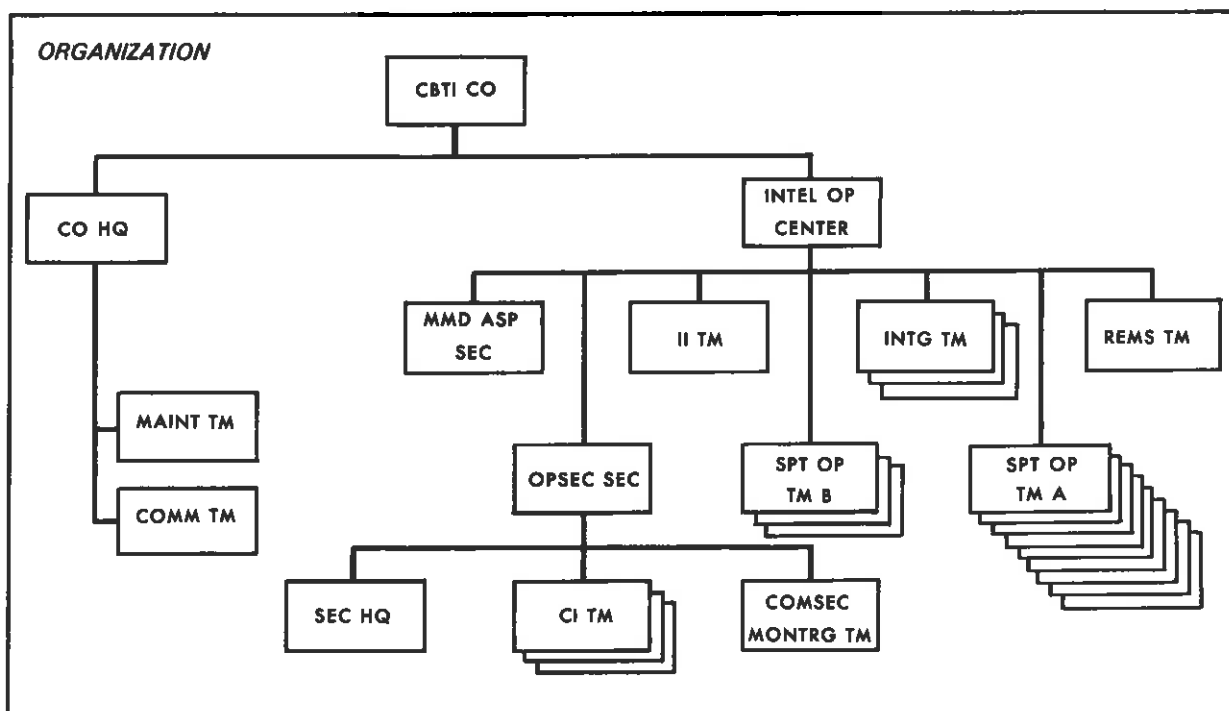 ORGANIZATION
CBTI CO
CO HQ
INTEL OP
CENTER
MMD ASP
SEC
II TM
INTG TM
REMS TM
MAINT TM
COMM TM
OPSEC SEC
SPT OP
TM B
SPT OP
TM A
SEC HQ
CI TM
COMSEC
MONTRG TM